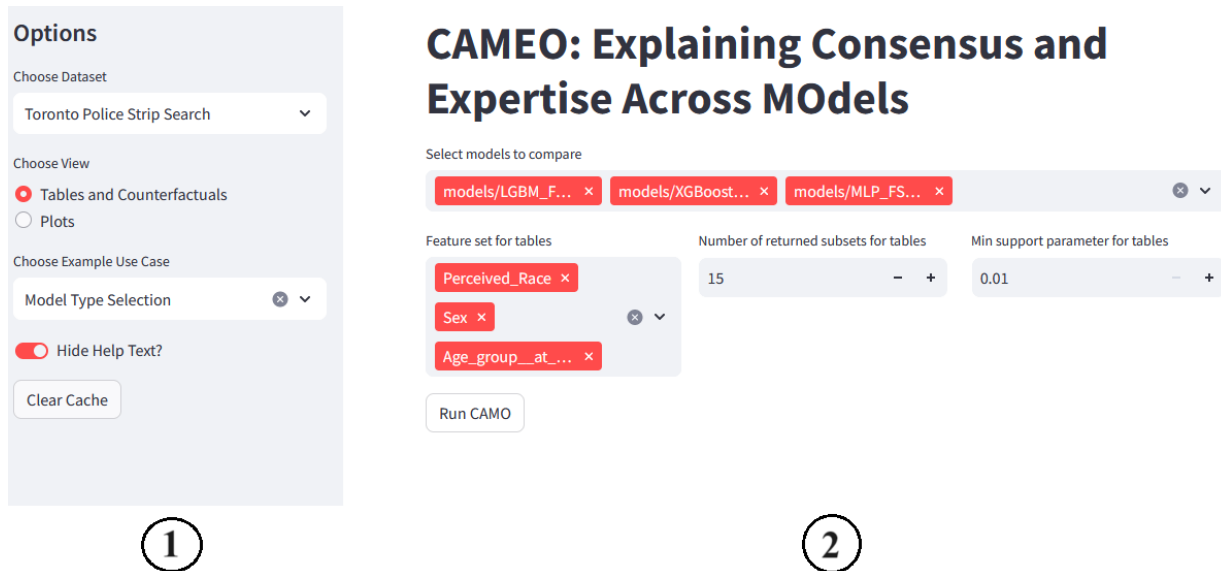 Options
Choose Dataset
Toronto Police Strip Search
Choose View
Tables and Counterfactuals
Plots
Choose Example Use Case
Model Type Selection
Hide Help Text?
Clear Cache
1
CAMEO: Explaining Consensus and
Expertise Across MOdels
Select models to compare
models/LGBM_F... × models/XGBoost... × models/MLP_FS... ×
Feature set for tables
Perceived_Race ×
Sex ×
Age_group__at_... ×
Number of returned subsets for tables
15 - +
Min support parameter for tables
0.01 - +
Run CAMO
2